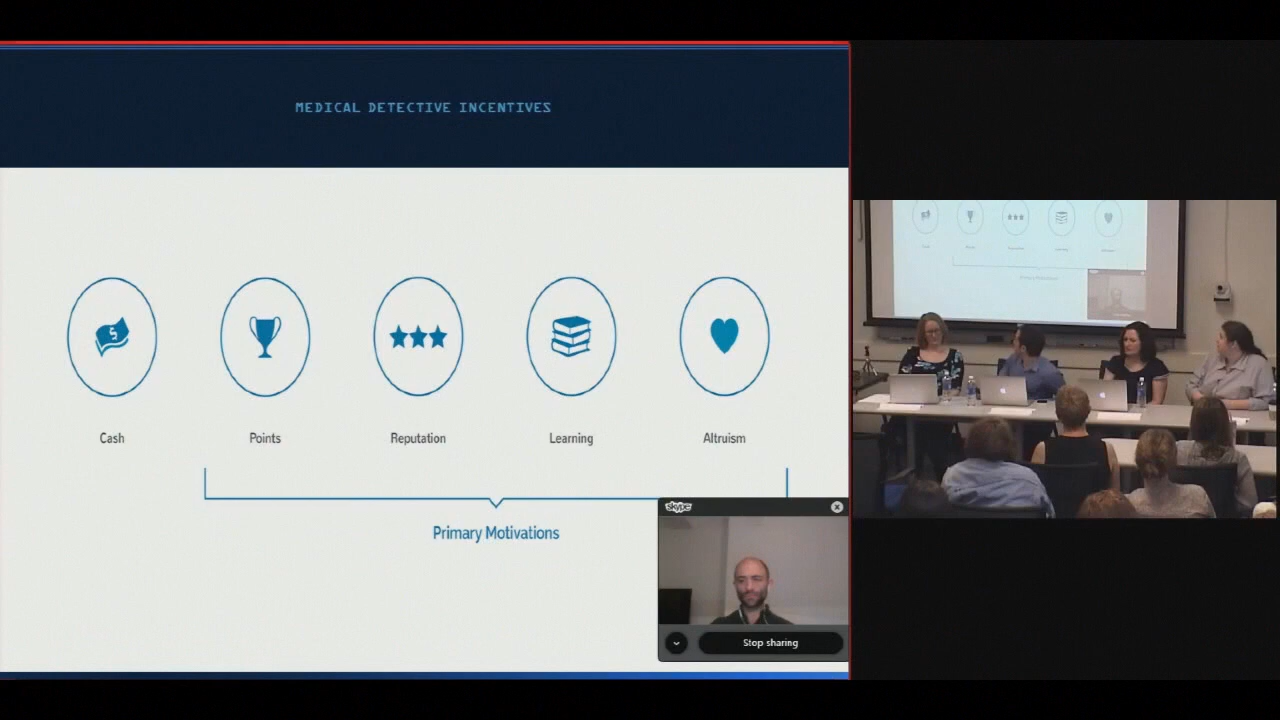 MEDICAL DETECTIVE INCENTIVES
$
Cash
Points
Reputation
Learning
Altruism
Primary Motivations
skype
Stop sharing